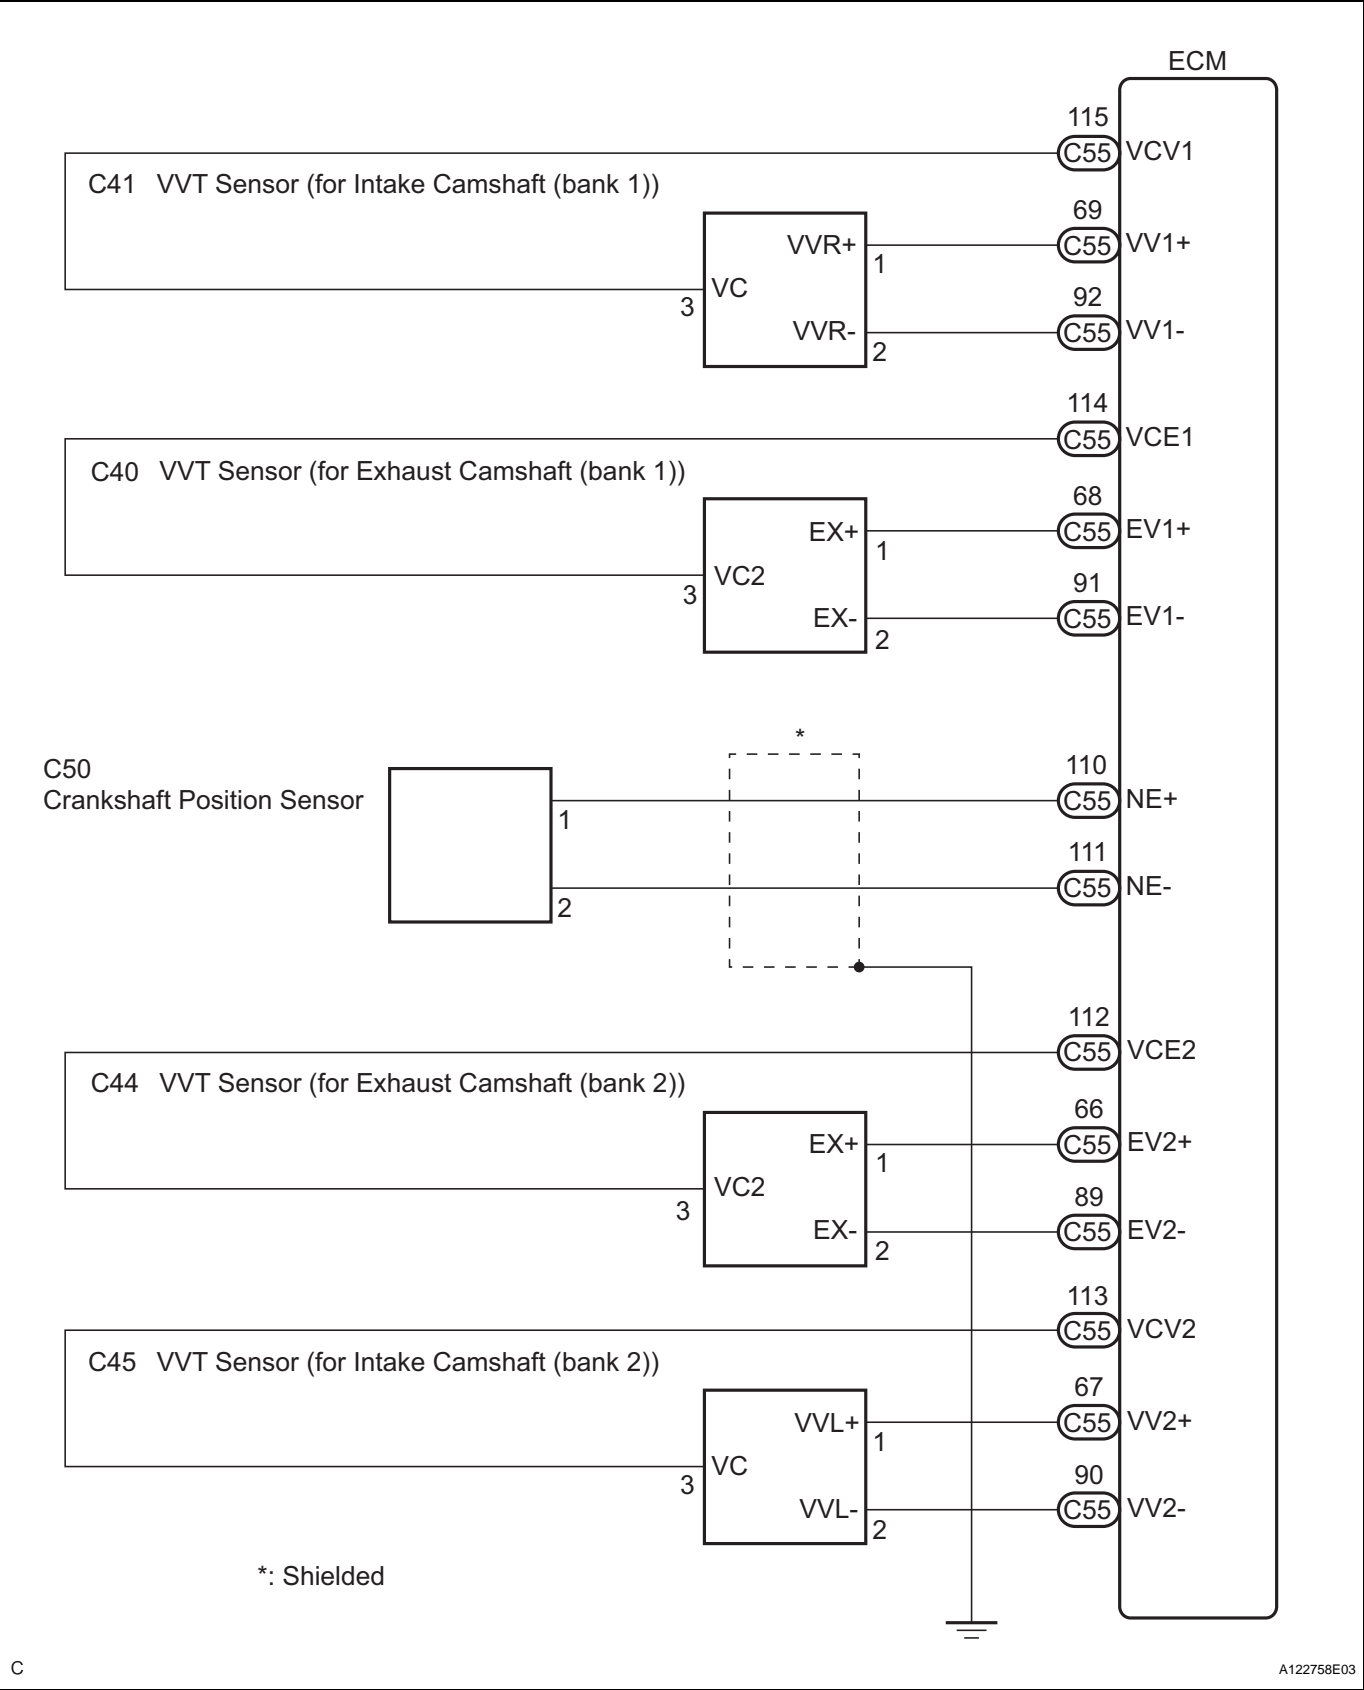 ECM
115
C55 VCV1
C41 VVT Sensor (for Intake Camshaft (bank 1))
69
VVR+ 1 C55 VV1+
3 VC
92
VVR- 2 C55 VV1-
114
C55 VCE1
C40 VVT Sensor (for Exhaust Camshaft (bank 1))
68
EX+ 1 C55 EV1+
3 VC2
91
EX- 2 C55 EV1-
*
C50
Crankshaft Position Sensor
110
1 C55 NE+
111
2 C55 NE-
112
C55 VCE2
C44 VVT Sensor (for Exhaust Camshaft (bank 2))
66
EX+ 1 C55 EV2+
3 VC2
89
EX- 2 C55 EV2-
113
C55 VCV2
C45 VVT Sensor (for Intake Camshaft (bank 2))
67
VVL+ 1 C55 VV2+
3 VC
90
VVL- 2 C55 VV2-
*: Shielded
C
A122758E03